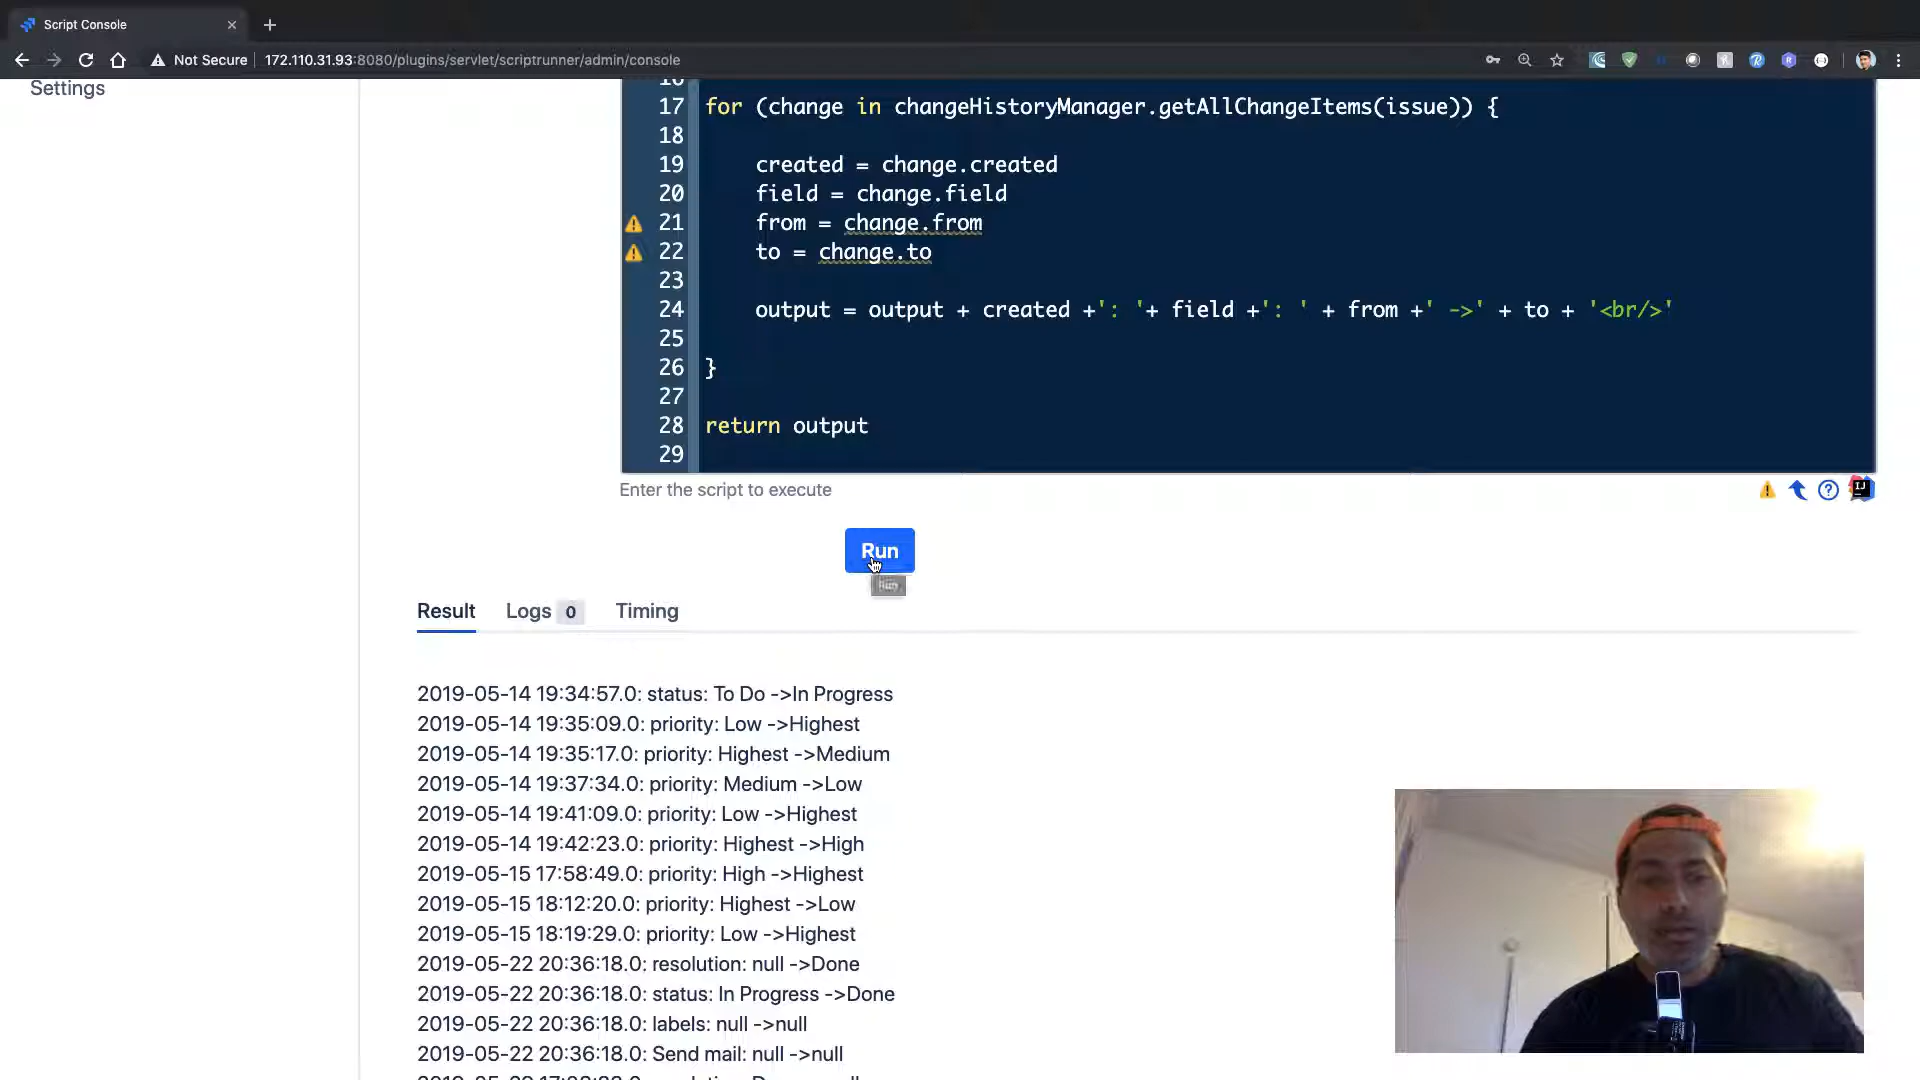 Script Console
Not Secure
172.110.31.93:8080/plugins/servlet/scriptrunner/admin/console
Settings
17 for (change in changeHistoryManager.getAllChangeItems(issue)) {
18
19 created = change.created
20 field = change.field
21 from = change.from
22 to = change.to
23
24 output = output + created +': '+ field +': ' + from +' ->' + to + '<br/>'
25
26 }
27
28 return output
29
Enter the script to execute
IJ
Run
Run
Result Logs 0 Timing
2019-05-14 19:34:57.0: status: To Do ->In Progress
2019-05-14 19:35:09.0: priority: Low ->Highest
2019-05-14 19:35:17.0: priority: Highest ->Medium
2019-05-14 19:37:34.0: priority: Medium ->Low
2019-05-14 19:41:09.0: priority: Low ->Highest
2019-05-14 19:42:23.0: priority: Highest ->High
2019-05-15 17:58:49.0: priority: High ->Highest
2019-05-15 18:12:20.0: priority: Highest ->Low
2019-05-15 18:19:29.0: priority: Low ->Highest
2019-05-22 20:36:18.0: resolution: null ->Done
2019-05-22 20:36:18.0: status: In Progress ->Done
2019-05-22 20:36:18.0: labels: null ->null
2019-05-22 20:36:18.0: Send mail: null ->null